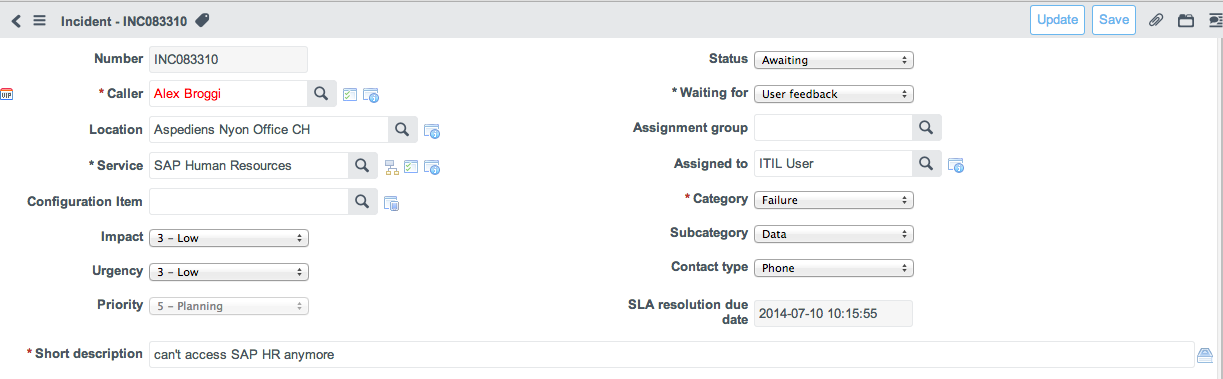 Incident - INC083310
Update
Save
Number INC083310
Status Awaiting
VIP
* Caller Alex Broggi
* Waiting for User feedback
Location Aspediens Nyon Office CH
Assignment group
* Service SAP Human Resources
Assigned to ITIL User
Configuration Item
* Category Failure
Impact 3 - Low
Subcategory Data
Urgency 3 - Low
Contact type Phone
Priority 5 - Planning
SLA resolution due
date 2014-07-10 10:15:55
* Short description can't access SAP HR anymore